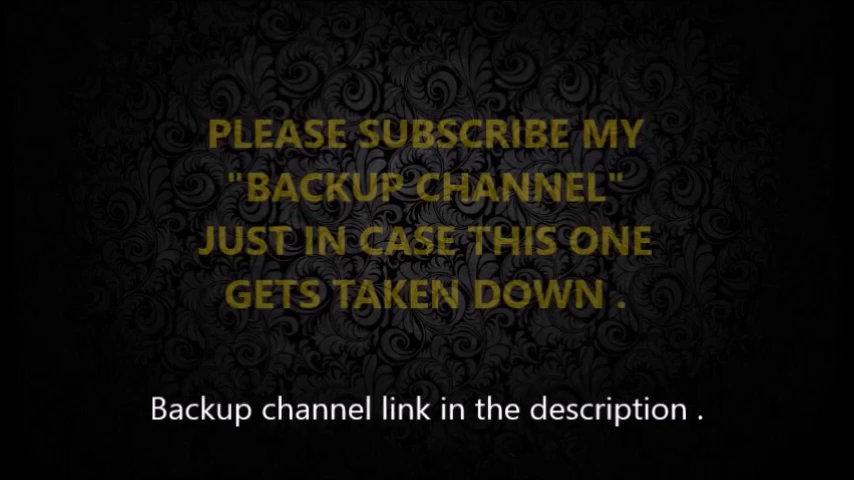 PLEASE SUBSCRIBE MY
"BACKUP CHANNEL"
JUST IN CASE THIS ONE
GETS TAKEN DOWN .
Backup channel link in the description .